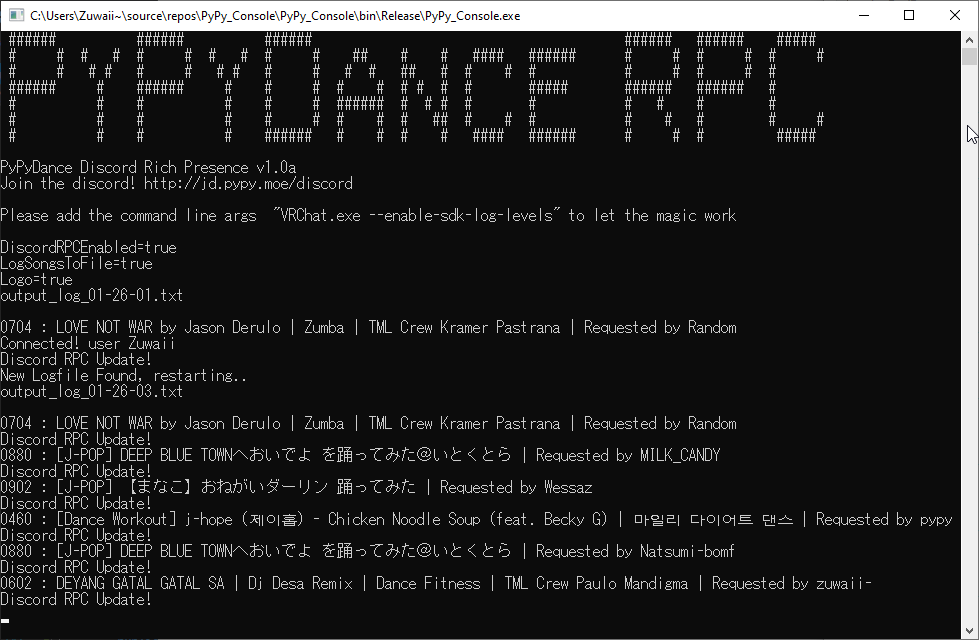 C:\Users\Zuwaii~\source\repos\PyPy_Console\PyPy_Console\bin\Release\PyPy_Console.exe
PYPYDANCE RPC
PyPyDance Discord Rich Presence v1.0a
Join the discord! http://jd.pypy.moe/discord
Please add the command line args  "VRChat.exe --enable-sdk-log-levels" to let the magic work
DiscordRPCEnabled=true
LogSongsToFile=true
Logo=true
output_log_01-26-01.txt
0704 : LOVE NOT WAR by Jason Derulo | Zumba | TML Crew Kramer Pastrana | Requested by Random
Connected! user Zuwaii
Discord RPC Update!
New Logfile Found, restarting..
output_log_01-26-03.txt
0704 : LOVE NOT WAR by Jason Derulo | Zumba | TML Crew Kramer Pastrana | Requested by Random
Discord RPC Update!
0880 : [J-POP] DEEP BLUE TOWNへおいでよ を踊ってみた@いとくとら | Requested by MILK_CANDY
Discord RPC Update!
0902 : [J-POP] 【まなこ】おねがいダーリン 踊ってみた | Requested by Wessaz
Discord RPC Update!
0460 : [Dance Workout] j-hope (제이홉) - Chicken Noodle Soup (feat. Becky G) | 마일리 다이어트 댄스 | Requested by pypy
Discord RPC Update!
0880 : [J-POP] DEEP BLUE TOWNへおいでよ を踊ってみた@いとくとら | Requested by Natsumi-bomf
Discord RPC Update!
0602 : DEYANG GATAL GATAL SA | Dj Desa Remix | Dance Fitness | TML Crew Paulo Mandigma | Requested by zuwaii-
Discord RPC Update!